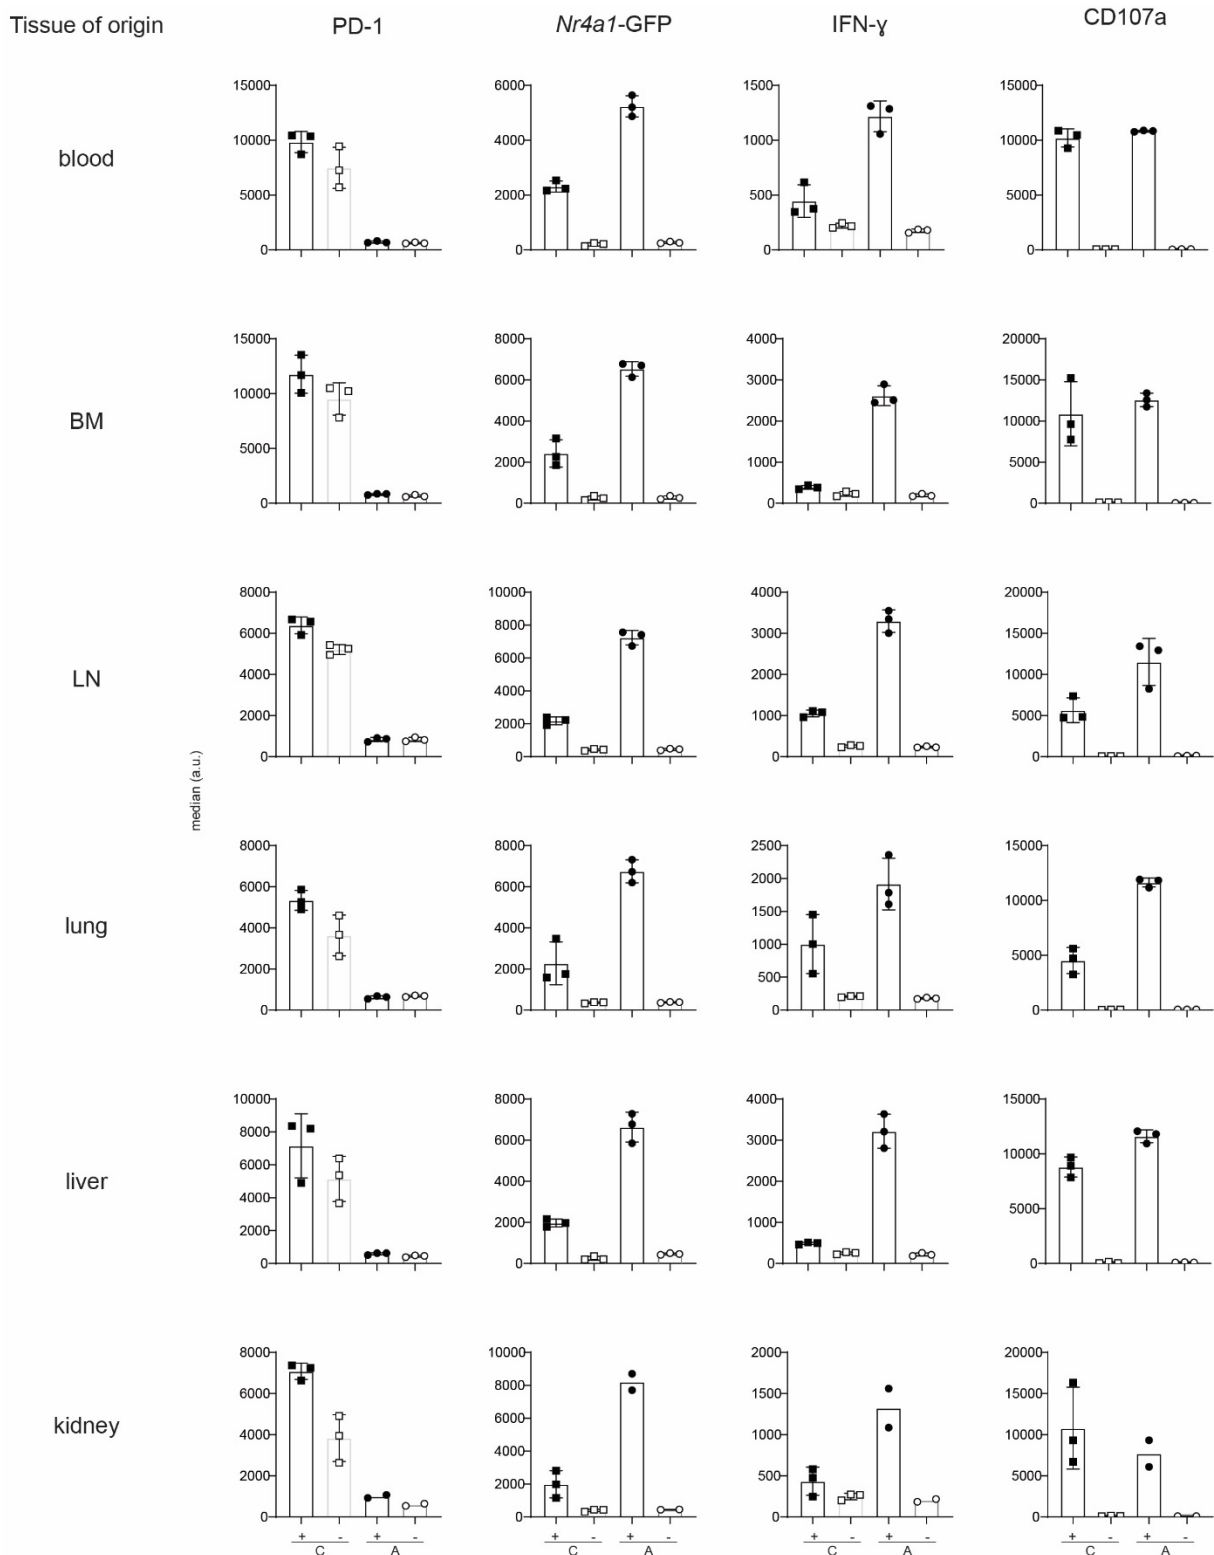 Tissue of origin PD-1 Nr4a1-GFP IFN-ɣ CD107a
blood
15000 10000 5000 0
6000 4000 2000 0
1500 1000 500 0
15000 10000 5000 0
BM
15000 10000 5000 0
8000 6000 4000 2000 0
4000 3000 2000 1000 0
20000 15000 10000 5000 0
LN
8000 6000 4000 2000 0
10000 8000 6000 4000 2000 0
4000 3000 2000 1000 0
20000 15000 10000 5000 0
median (a.u.)
lung
8000 6000 4000 2000 0
8000 6000 4000 2000 0
2500 2000 1500 1000 500 0
15000 10000 5000 0
liver
10000 8000 6000 4000 2000 0
8000 6000 4000 2000 0
4000 3000 2000 1000 0
15000 10000 5000 0
kidney
8000 6000 4000 2000 0
10000 8000 6000 4000 2000 0
2000 1500 1000 500 0
20000 15000 10000 5000 0
+ - + - + - + - + - + - + - + -
C A C A C A C A